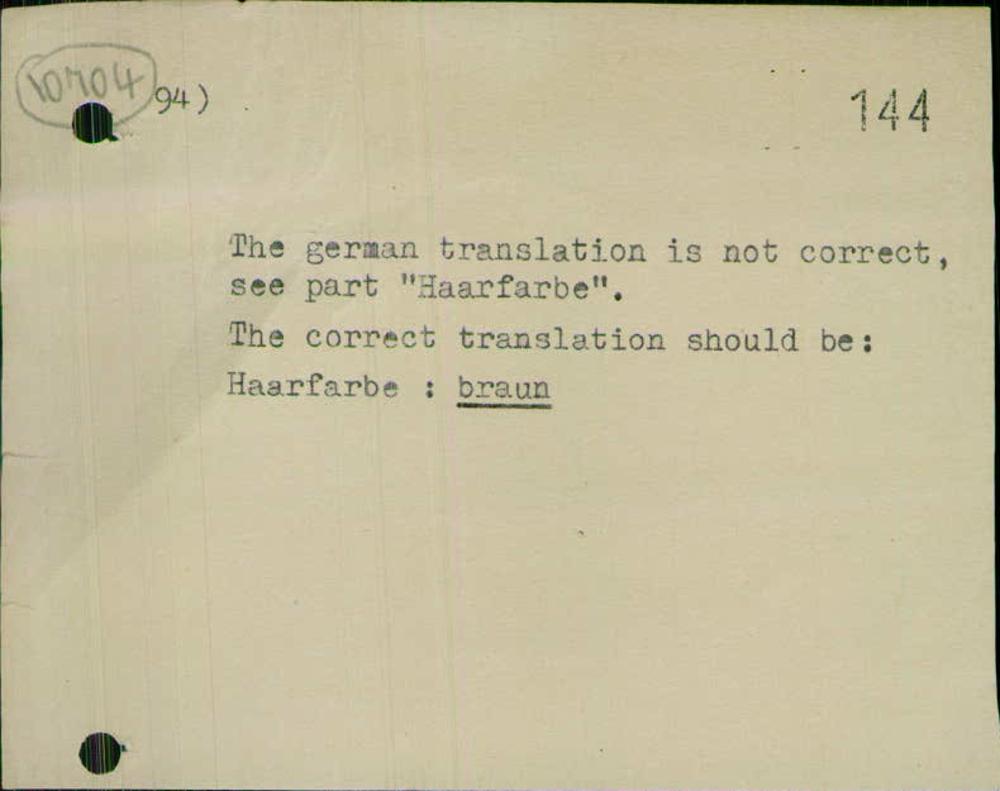 10704
94)
144
The german translation is not correct,
see part "Haarfarbe".
The correct translation should be:
Haarfarbe : braun